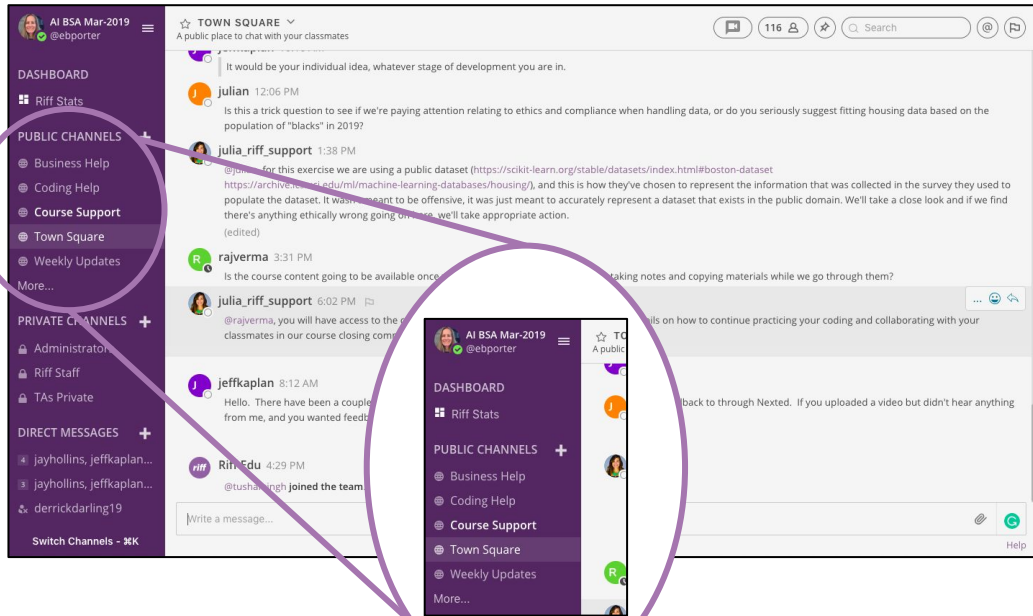 AI BSA Mar-2019
@ebporter
DASHBOARD
Riff Stats
PUBLIC CHANNELS +
Business Help
Coding Help
Course Support
Town Square
Weekly Updates
More...
PRIVATE CHANNELS +
Administrators
Riff Staff
TAs Private
DIRECT MESSAGES +
4 jayhollins, jeffkaplan...
3 jayhollins, jeffkaplan...
derrickdarling19
Switch Channels - ⌘K
TOWN SQUARE
A public place to chat with your classmates
116
Search
@
It would be your individual idea, whatever stage of development you are in.
J
julian 12:06 PM
Is this a trick question to see if we're paying attention relating to ethics and compliance when handling data, or do you seriously suggest fitting housing data based on the
population of "blacks" in 2019?
julia_riff_support 1:38 PM
for this exercise we are using a public dataset (https://scikit-learn.org/stable/datasets/index.html#boston-dataset
https://archive.ics.uci.edu/ml/machine-learning-databases/housing/), and this is how they've chosen to represent the information that was collected in the survey they used to
populate the dataset. It wasn't meant to be offensive, it was just meant to accurately represent a dataset that exists in the public domain. We'll take a close look and if we find
there's anything ethically wrong going on here, we'll take appropriate action.
(edited)
R
rajverma 3:31 PM
Is the course content going to be available once taking notes and copying materials while we go through them?
julia_riff_support 6:02 PM
...
@rajverma, you will have access to the on how to continue practicing your coding and collaborating with your
classmates in our course closing
J
jeffkaplan 8:12 AM
Hello. There have been a back to through Nexted. If you uploaded a video but didn't hear anything
from me, and you wanted
riff
Riff Edu 4:29 PM
joined the team.
Write a message...
Help
AI BSA Mar-2019
@ebporter
A public
DASHBOARD
Riff Stats
PUBLIC CHANNELS +
Business Help
Coding Help
Course Support
Town Square
Weekly Updates
More...